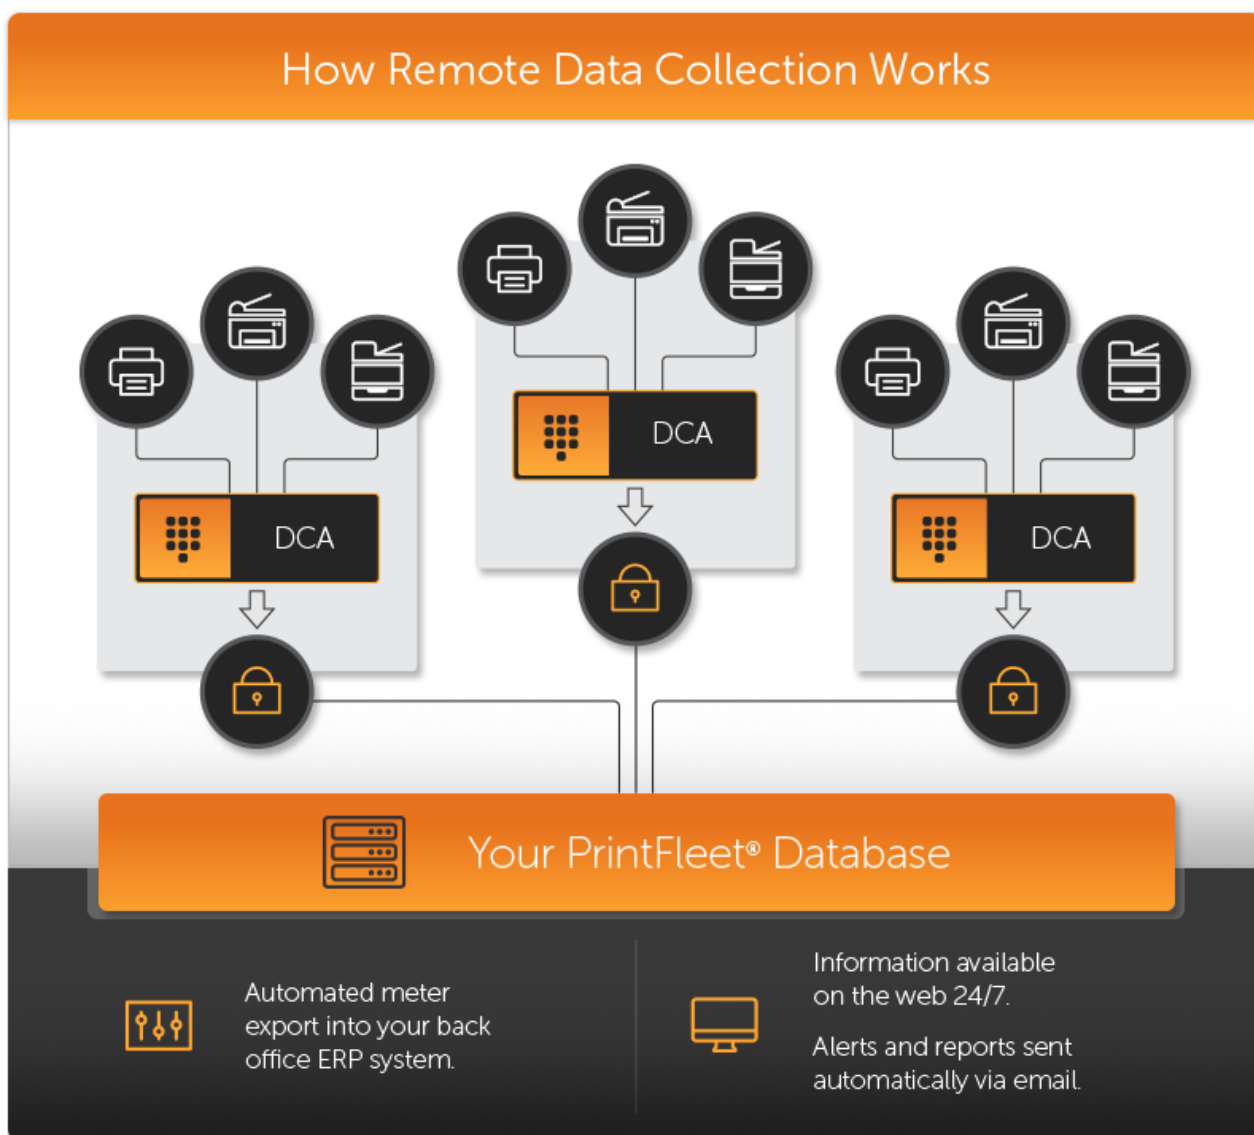 How Remote Data Collection Works
DCA
DCA
DCA
Your PrintFleet® Database
Automated meter
export into your back
office ERP system.
Information available
on the web 24/7.
Alerts and reports sent
automatically via email.